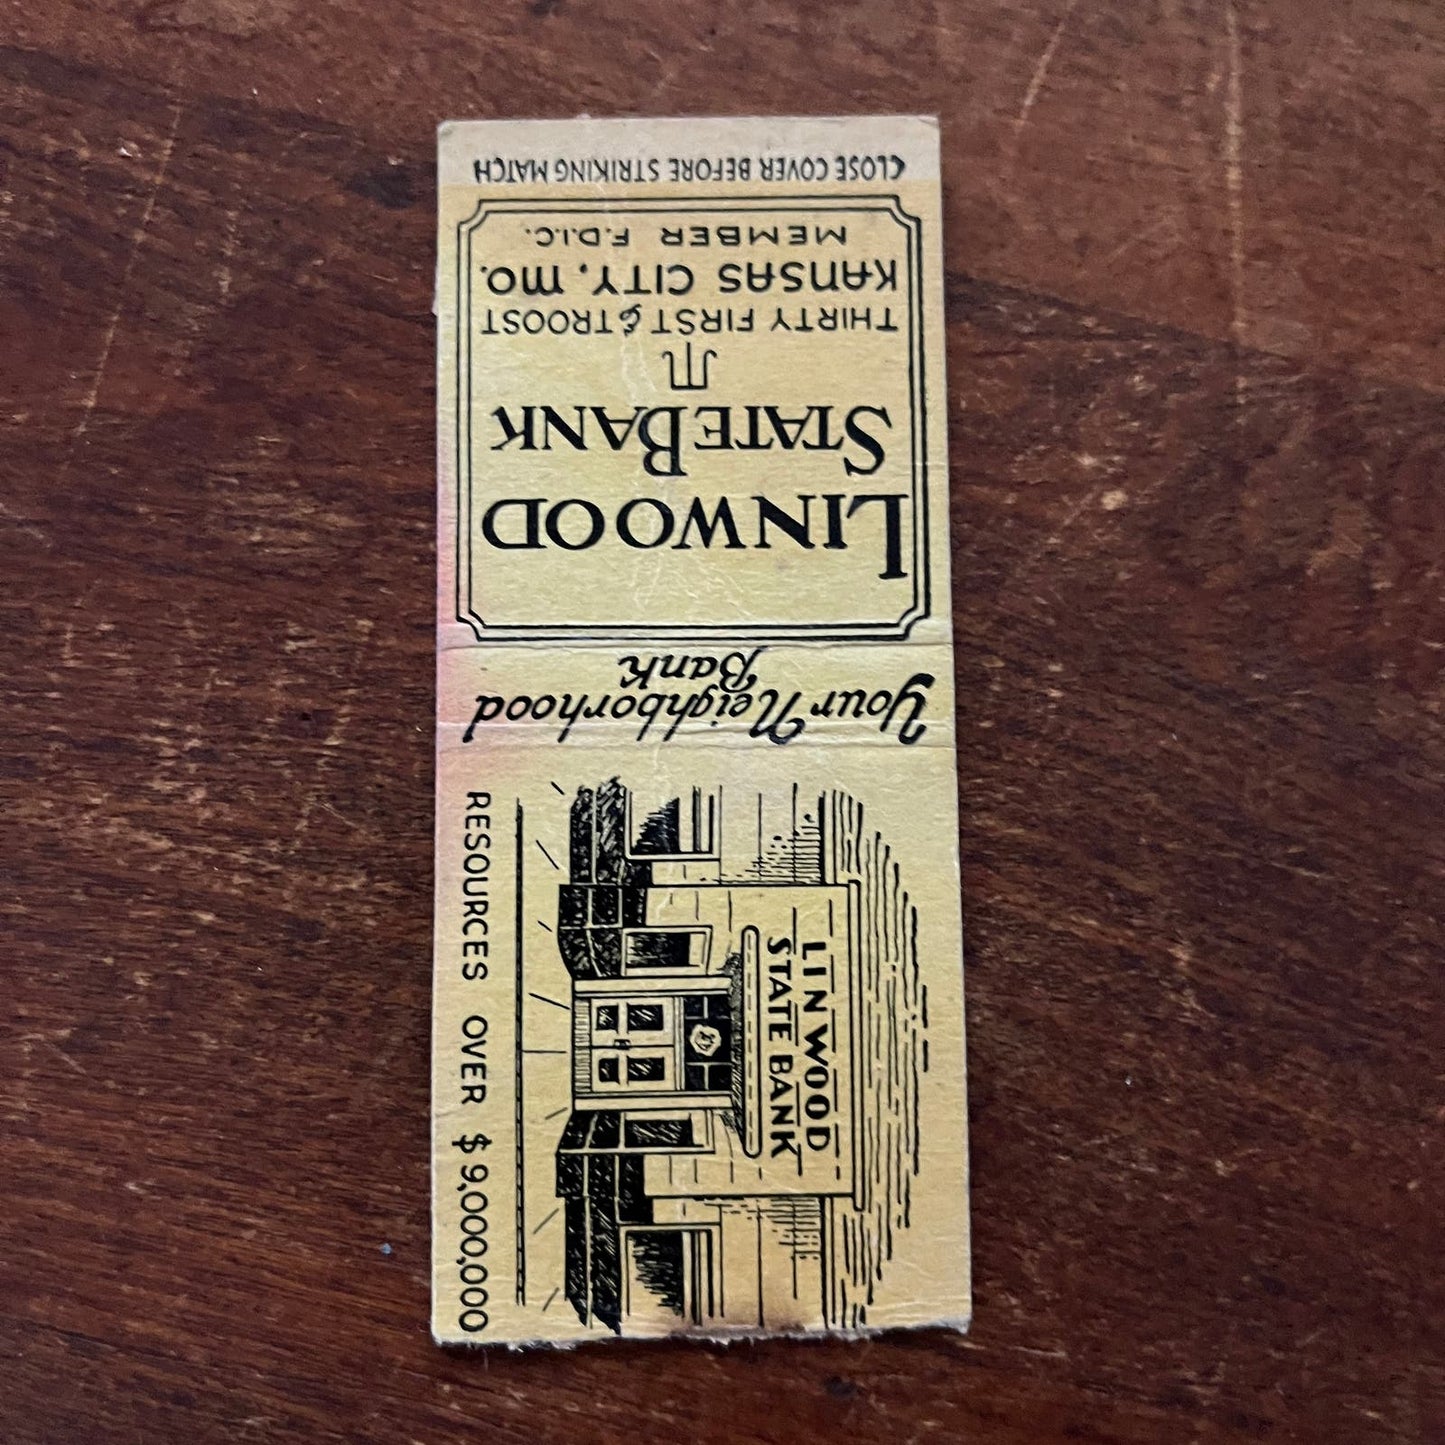 CLOSE COVER BEFORE STRIKING MATCH
LINWOOD
STATE BANK
THIRTY FIRST & TROOST
KANSAS CITY, MO.
MEMBER F.D.I.C.
Your Neighborhood
Bank
LINWOOD
STATE BANK
RESOURCES OVER $9,000,000